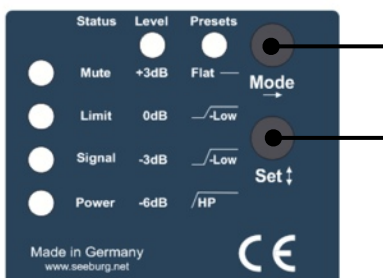 Status Level Presets
Mute +3dB Flat
Mode
Limit 0dB -Low
Signal -3dB -Low
Set
Power -6dB HP
Made in Germany
www.seeburg.net
CE